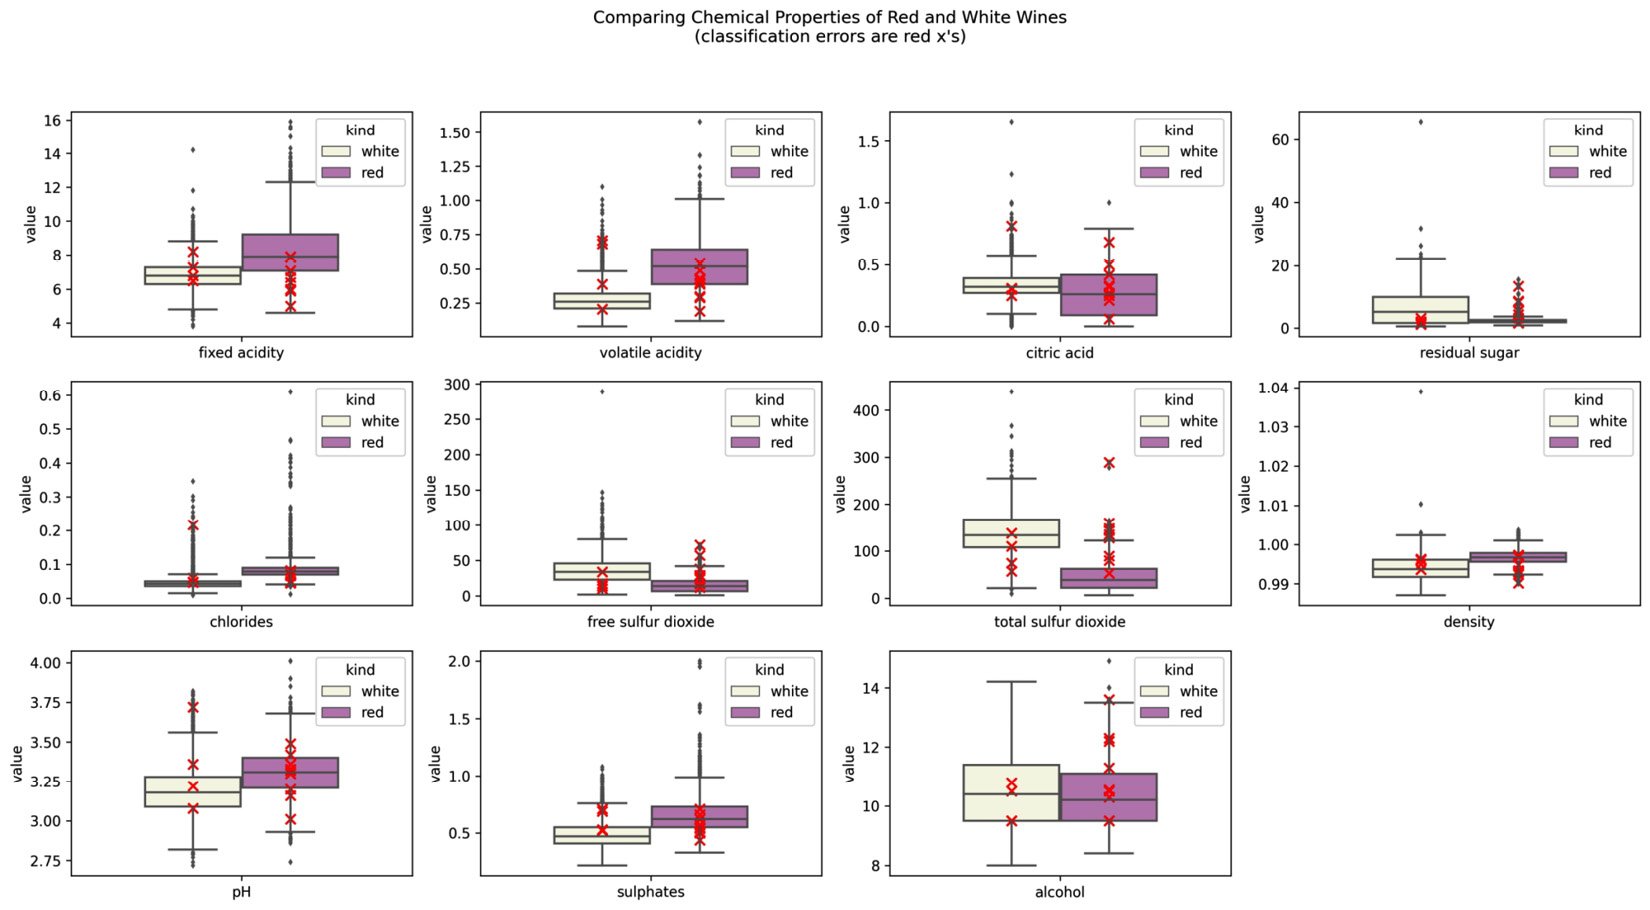 Comparing Chemical Properties of Red and White Wines
(classification errors are red x's)
16
14
12
10
8
6
4
value
kind
white
red
fixed acidity
1.50
1.25
1.00
0.75
0.50
0.25
value
kind
white
red
volatile acidity
1.5
1.0
0.5
0.0
value
kind
white
red
citric acid
60
40
20
0
value
kind
white
red
residual sugar
0.6
0.5
0.4
0.3
0.2
0.1
0.0
value
kind
white
red
chlorides
300
250
200
150
100
50
0
value
kind
white
red
free sulfur dioxide
400
300
200
100
0
value
kind
white
red
total sulfur dioxide
1.04
1.03
1.02
1.01
1.00
0.99
value
kind
white
red
density
4.00
3.75
3.50
3.25
3.00
2.75
value
kind
white
red
pH
2.0
1.5
1.0
0.5
value
kind
white
red
sulphates
14
12
10
8
value
kind
white
red
alcohol